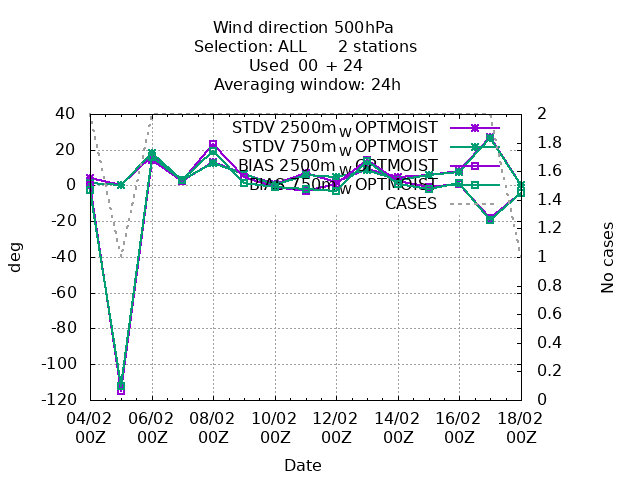 Wind direction 500hPa
Selection: ALL 2 stations
Used 00 + 24
Averaging window: 24h
STDV 2500m W OPTMOIST
STDV 750m W OPTMOIST
BIAS 2500m W OPTMOIST
BIAS 750m W OPTMOIST
CASES
40
20
0
-20
-40
-60
-80
-100
-120
deg
2
1.8
1.6
1.4
1.2
1
0.8
0.6
0.4
0.2
0
No cases
04/02 06/02 08/02 10/02 12/02 14/02 16/02 18/02
00Z 00Z 00Z 00Z 00Z 00Z 00Z 00Z
Date